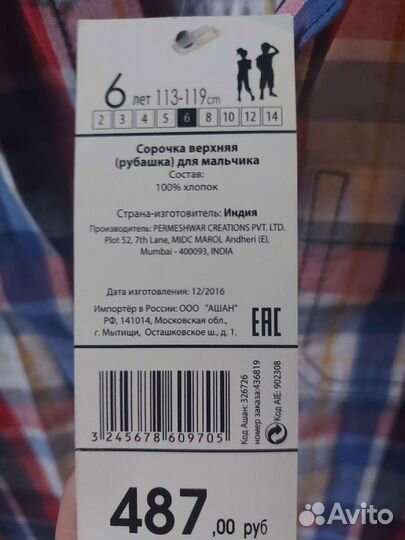 6 лет 113-119cm
2 3 4 5 6 8 10 12 14
Сорочка верхняя
(рубашка) для мальчика
Состав:
100% хлопок
Страна-изготовитель: Индия
Производитель: PERMESHWAR CREATIONS PVT. LTD.
Plot 52, 7th Lane, MIDC MAROL Andheri (E),
Mumbai - 400093, INDIA
Дата изготовления: 12/2016
Импортёр в России: ООО "АШАН"
РФ, 141014, Московская обл.,
г. Мытищи, Осташковское ш., д. 1.
EAC
3 245678 609705
Код Ашан: 326726
номер заказа:436819
Код AIE: 902308
487,00 руб
Avito